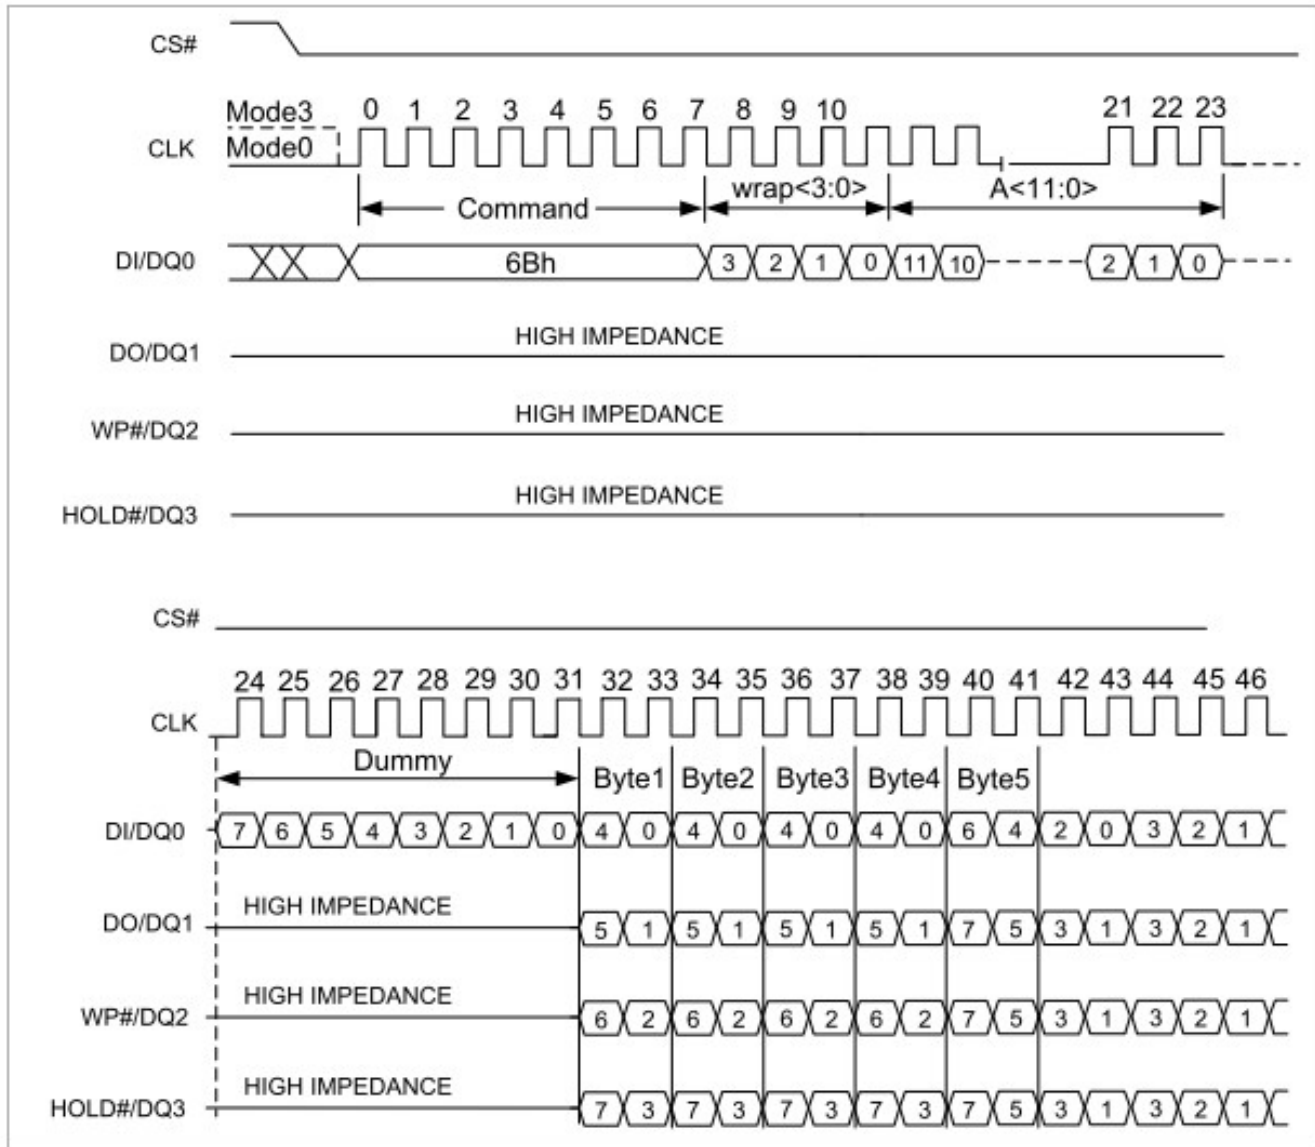 CS#
Mode3 0 1 2 3 4 5 6 7 8 9 10 21 22 23
CLK Mode0
Command wrap<3:0> A<11:0>
DI/DQ0 6Bh 3 2 1 0 11 10 2 1 0
HIGH IMPEDANCE
DO/DQ1
HIGH IMPEDANCE
WP#/DQ2
HIGH IMPEDANCE
HOLD#/DQ3
CS#
24 25 26 27 28 29 30 31 32 33 34 35 36 37 38 39 40 41 42 43 44 45 46
CLK
Dummy Byte1 Byte2 Byte3 Byte4 Byte5
DI/DQ0 7 6 5 4 3 2 1 0 4 0 4 0 4 0 4 0 6 4 2 0 3 2 1
HIGH IMPEDANCE
DO/DQ1 5 1 5 1 5 1 5 1 7 5 3 1 3 2 1
HIGH IMPEDANCE
WP#/DQ2 6 2 6 2 6 2 6 2 7 5 3 1 3 2 1
HIGH IMPEDANCE
HOLD#/DQ3 7 3 7 3 7 3 7 3 7 5 3 1 3 2 1